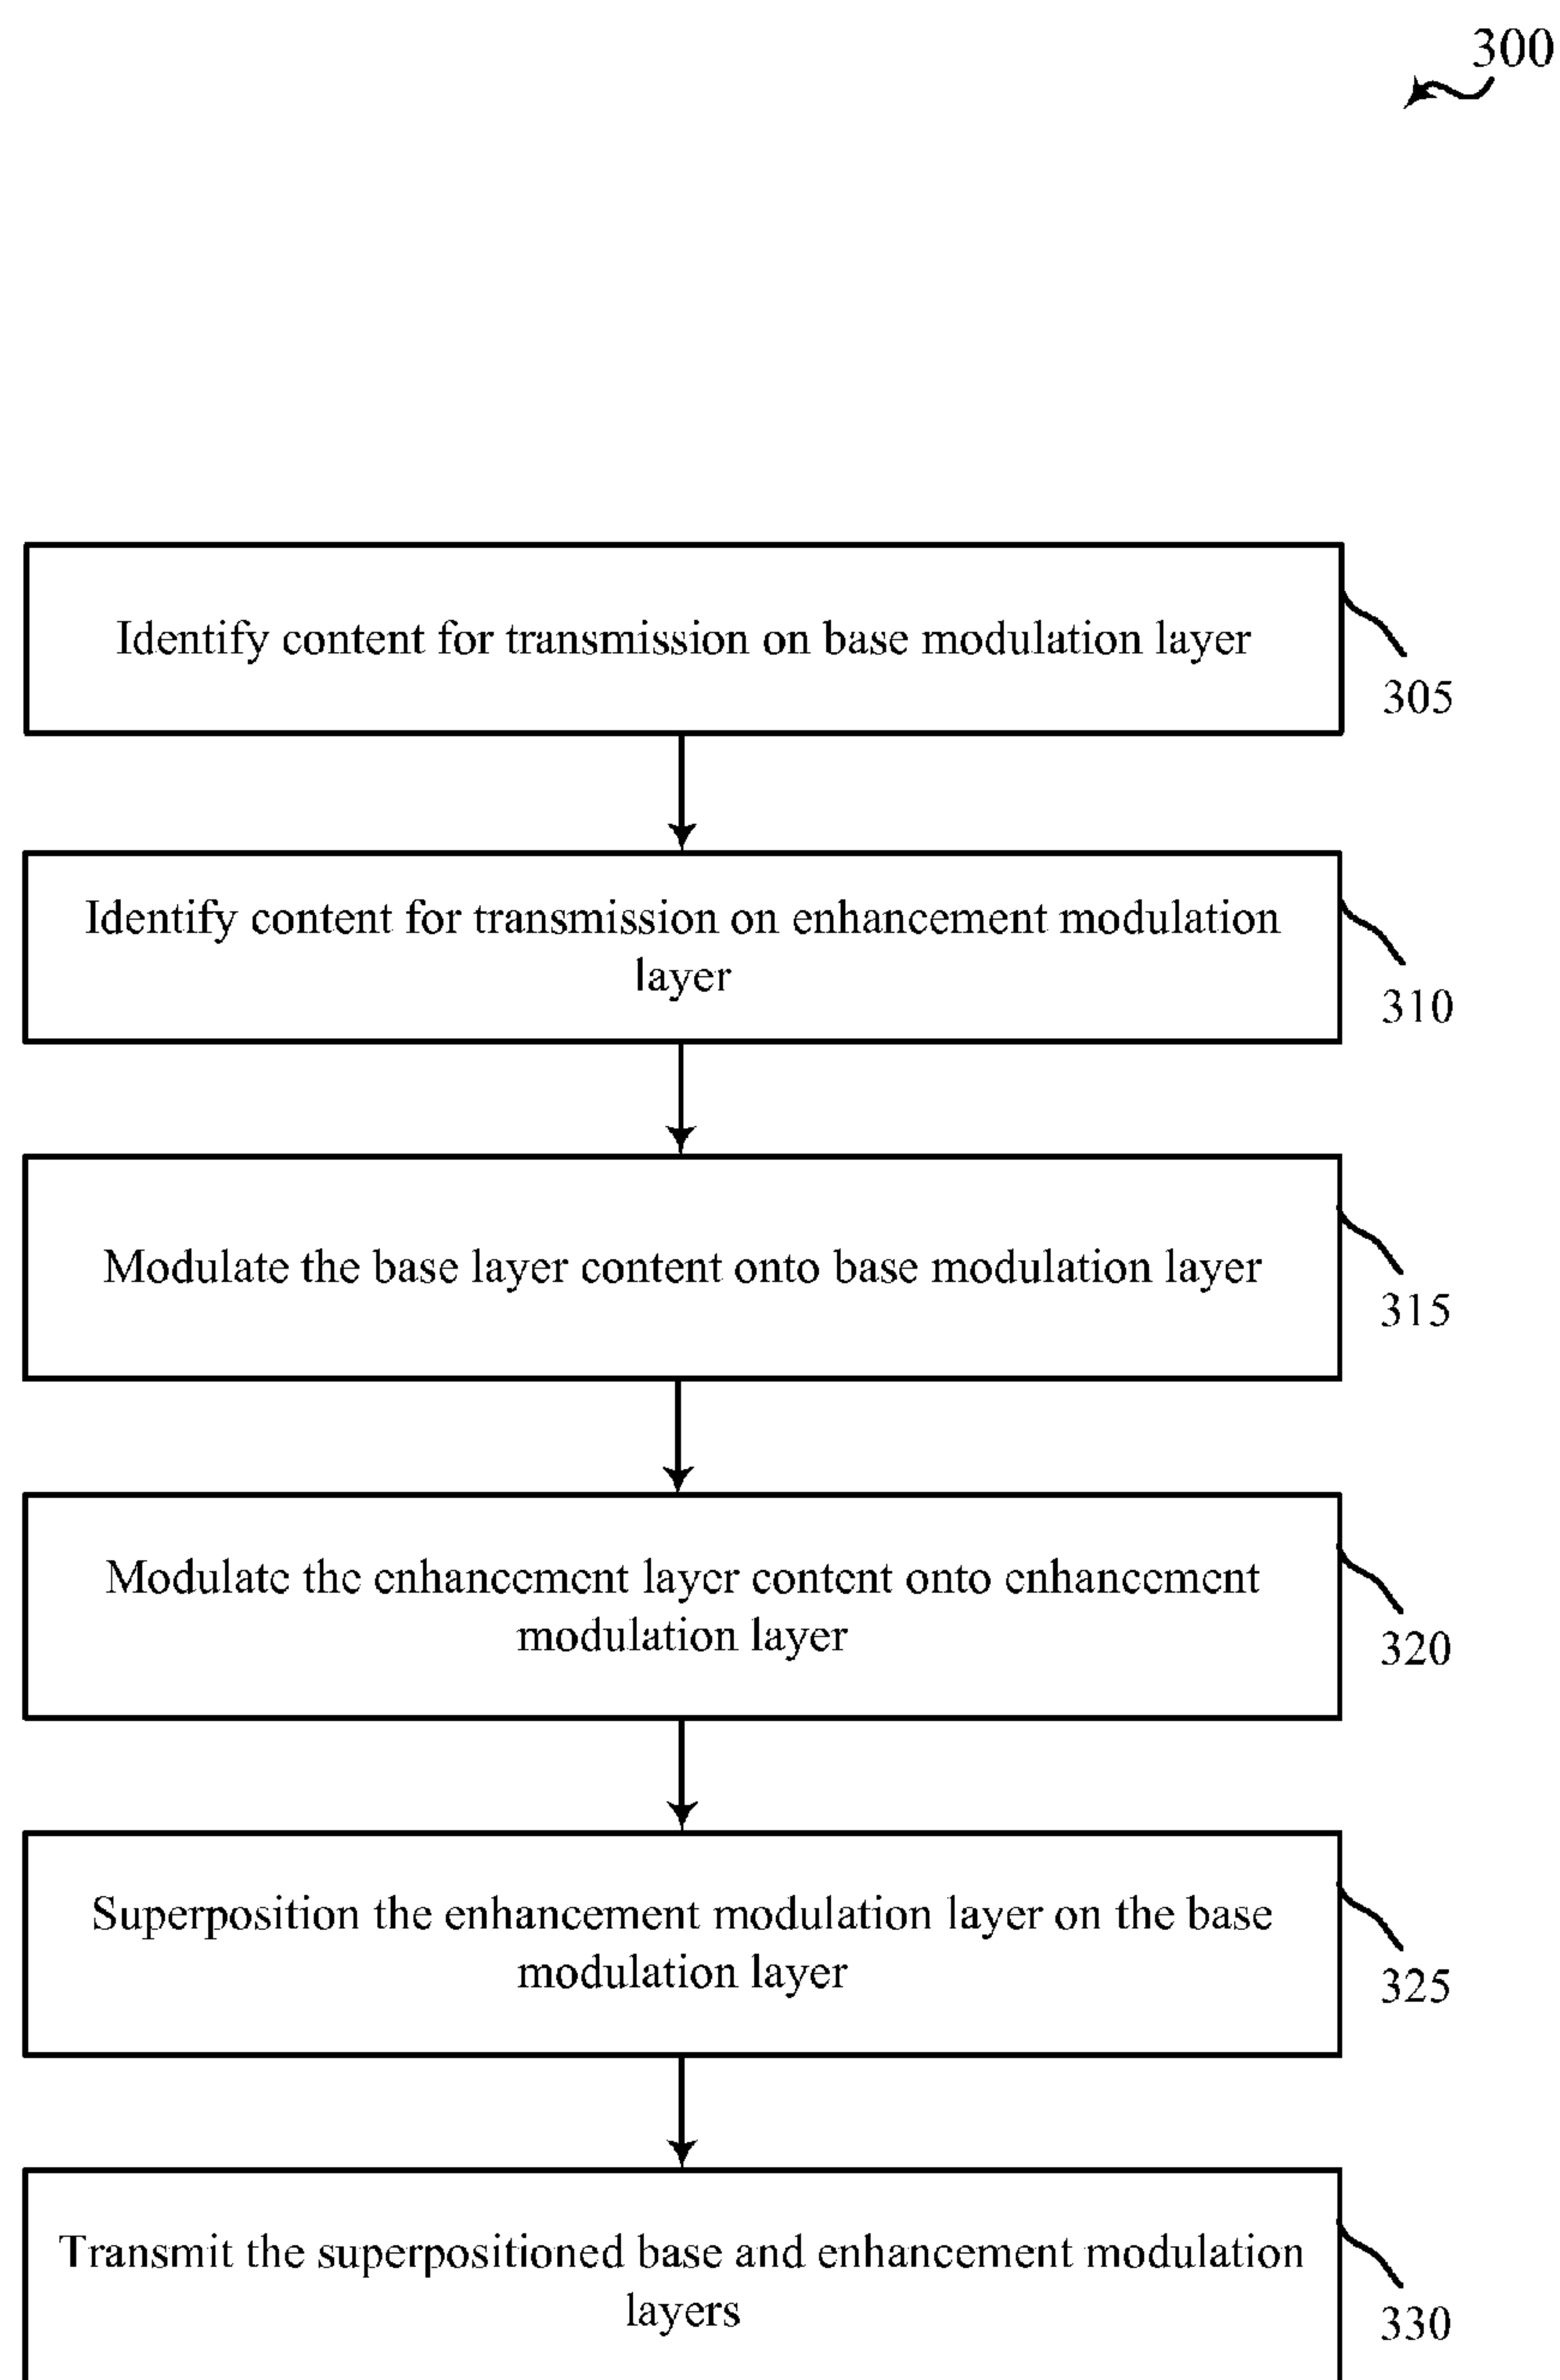 300
Identify content for transmission on base modulation layer
305
Identify content for transmission on enhancement modulation
layer
310
Modulate the base layer content onto base modulation layer
315
Modulate the enhancement layer content onto enhancement
modulation layer
320
Superposition the enhancement modulation layer on the base
modulation layer
325
Transmit the superpositioned base and enhancement modulation
layers
330